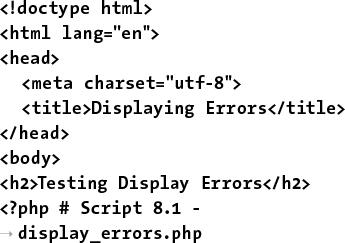 <!doctype html>
<html lang="en">
<head>
<meta charset="utf-8">
<title>Displaying Errors</title>
</head>
<body>
<h2>Testing Display Errors</h2>
<?php # Script 8.1 -
→ display_errors.php